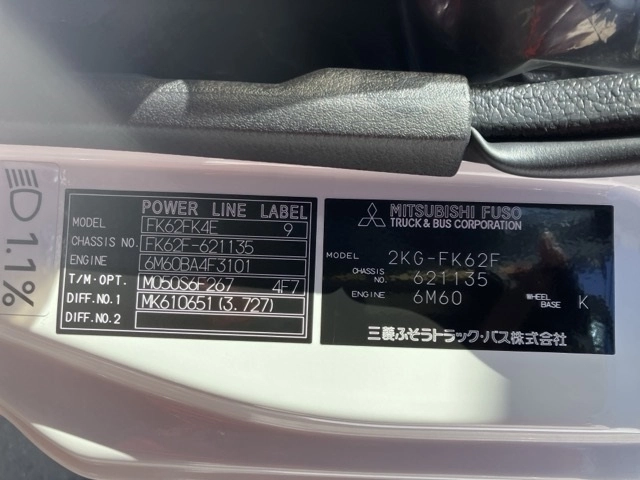 1.1%
POWER LINE LABEL
MODEL FK62FK4E 9
CHASSIS NO. FK62F-621135
ENGINE 6M60BA4F3101
T/M·OPT. M050S6F267 4F7
DIFF.NO.1 MK610651(3.727)
DIFF.NO.2
MITSUBISHI FUSO
TRUCK & BUS CORPORATION
MODEL 2KG-FK62F
CHASSIS 621135
ENGINE 6M60 WHEEL BASE K
三菱ふそうトラック・バス株式会社